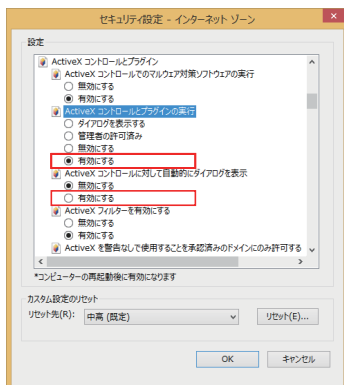 セキュリティ設定 - インターネット ゾーン
設定
ActiveX コントロールとプラグイン
ActiveX コントロールでのマルウェア対策ソフトウェアの実行
無効にする
有効にする
ActiveX コントロールとプラグインの実行
ダイアログを表示する
管理者の許可済み
無効にする
有効にする
ActiveX コントロールに対して自動的にダイアログを表示
無効にする
有効にする
ActiveX フィルターを有効にする
無効にする
有効にする
ActiveX を警告なしで使用することを承認済みのドメインにのみ許可する
*コンピューターの再起動後に有効になります
カスタム設定のリセット
リセット先(R): 中高 (既定) リセット(E)...
OK キャンセル